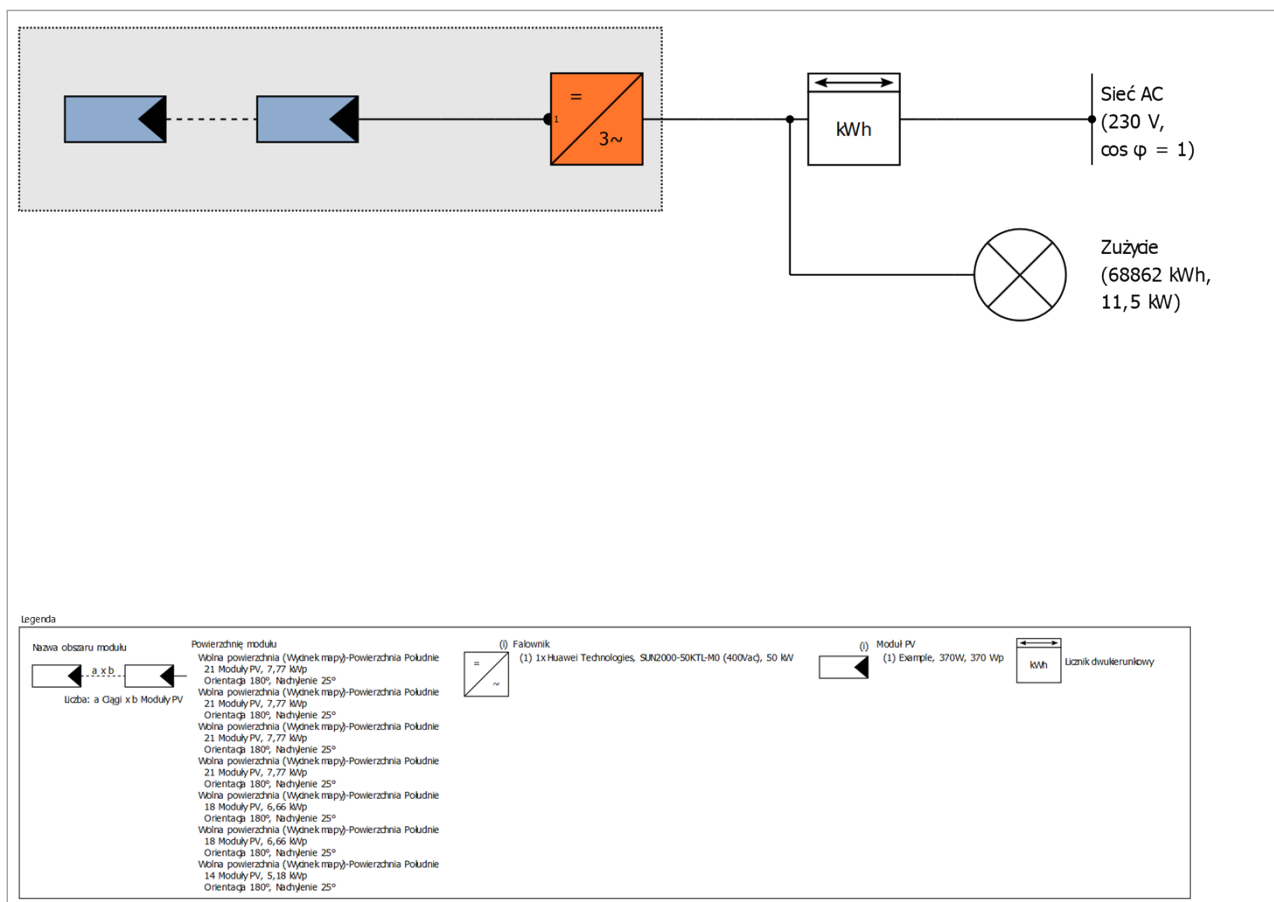 =
1
3~
kWh
Sieć AC
(230 V,
cos φ = 1)
Zużycie
(68862 kWh,
11,5 kW)
Legenda
Nazwa obszaru modułu
a x b
Liczba: a Ciągi x b Moduły PV
Powierzchnię modułu
Wolna powierzchnia (Wycinek mapy)-Powierzchnia Południe
21 Moduły PV, 7,77 kWp
Orientacja 180°, Nachylenie 25°
Wolna powierzchnia (Wycinek mapy)-Powierzchnia Południe
21 Moduły PV, 7,77 kWp
Orientacja 180°, Nachylenie 25°
Wolna powierzchnia (Wycinek mapy)-Powierzchnia Południe
21 Moduły PV, 7,77 kWp
Orientacja 180°, Nachylenie 25°
Wolna powierzchnia (Wycinek mapy)-Powierzchnia Południe
21 Moduły PV, 7,77 kWp
Orientacja 180°, Nachylenie 25°
Wolna powierzchnia (Wycinek mapy)-Powierzchnia Południe
18 Moduły PV, 6,66 kWp
Orientacja 180°, Nachylenie 25°
Wolna powierzchnia (Wycinek mapy)-Powierzchnia Południe
18 Moduły PV, 6,66 kWp
Orientacja 180°, Nachylenie 25°
Wolna powierzchnia (Wycinek mapy)-Powierzchnia Południe
14 Moduły PV, 5,18 kWp
Orientacja 180°, Nachylenie 25°
(i) Falownik
=
~
(1) 1x Huawei Technologies, SUN2000-50KTL-M0 (400Vac), 50 kW
(i) Moduł PV
(1) Example, 370W, 370 Wp
kWh
Licznik dwukierunkowy